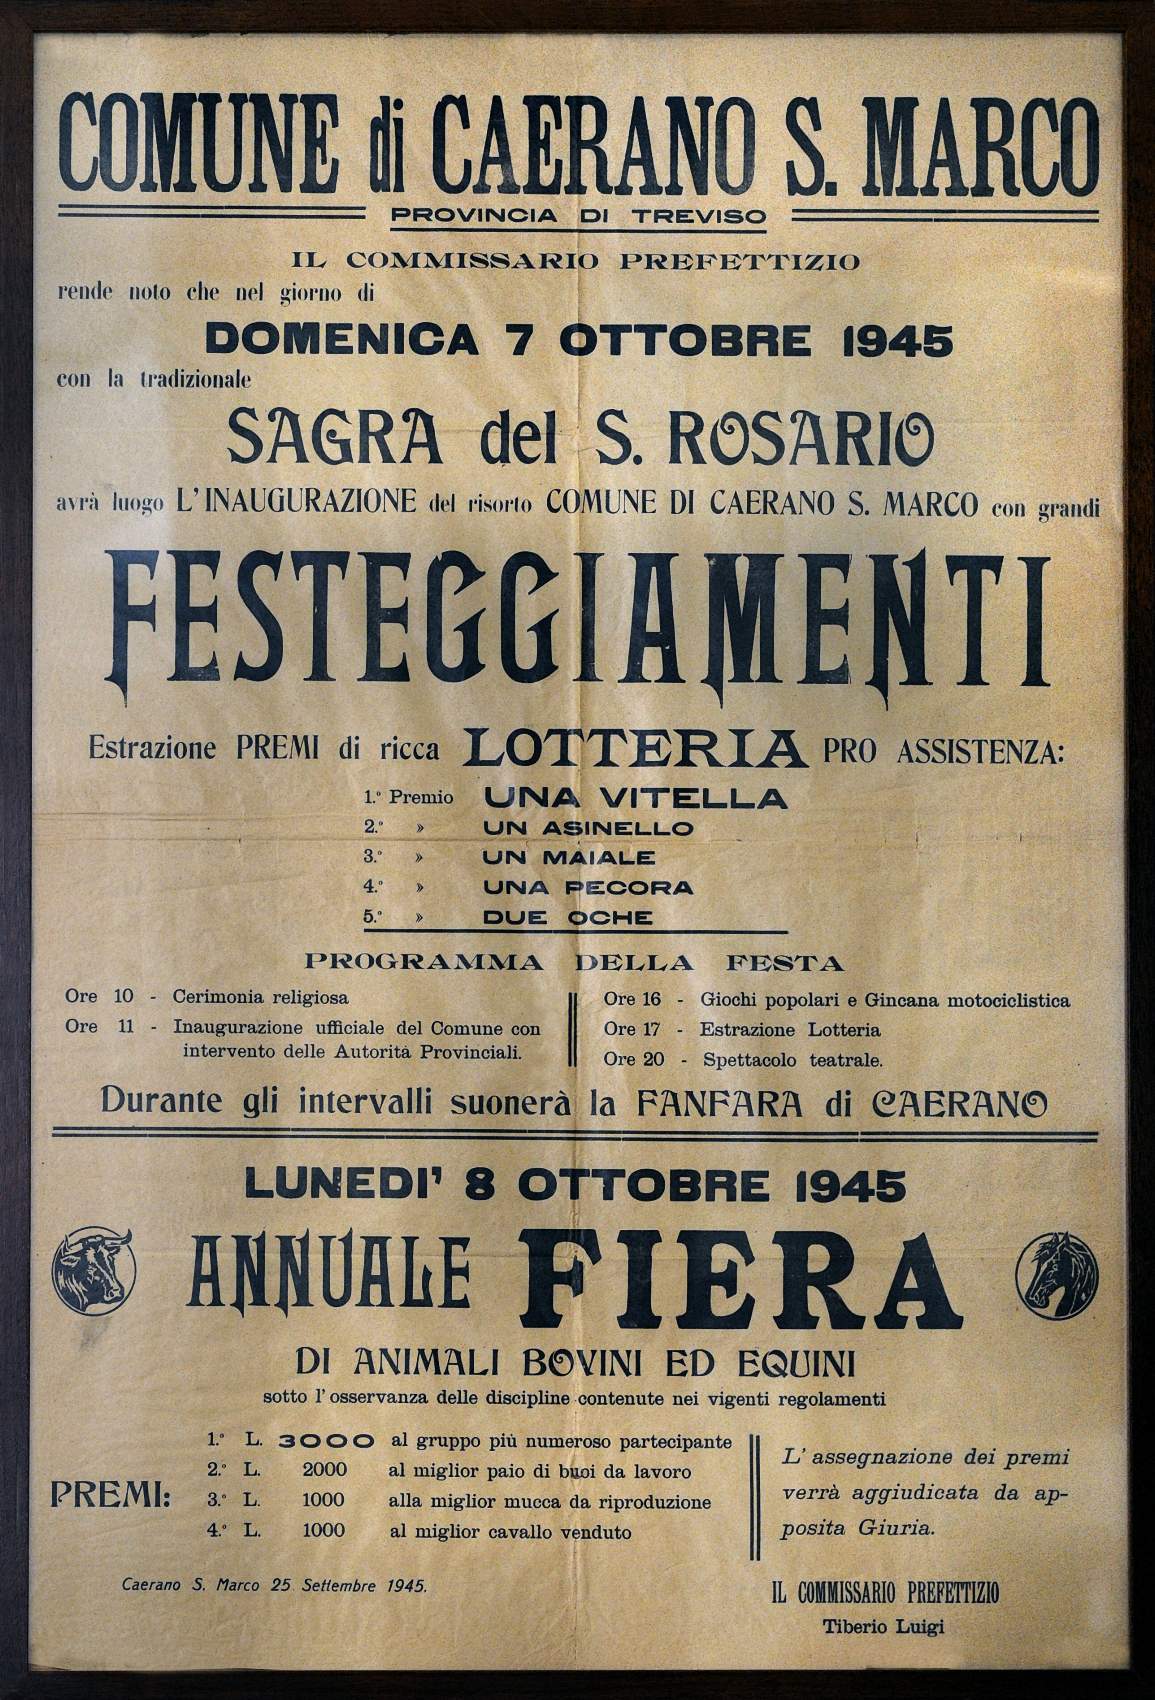 COMUNE di CAERANO S. MARCO
PROVINCIA DI TREVISO
IL COMMISSARIO PREFETTIZIO
rende noto che nel giorno di
DOMENICA 7 OTTOBRE 1945
con la tradizionale
SAGRA del S. ROSARIO
avrà luogo L'INAUGURAZIONE del risorto COMUNE DI CAERANO S. MARCO con grandi
FESTEGGIAMENTI
Estrazione PREMI di ricca LOTTERIA PRO ASSISTENZA:
1.° Premio UNA VITELLA
2.° » UN ASINELLO
3.° » UN MAIALE
4.° » UNA PECORA
5.° » DUE OCHE
PROGRAMMA DELLA FESTA
Ore 10 - Cerimonia religiosa
Ore 11 - Inaugurazione ufficiale del Comune con
intervento delle Autorità Provinciali.
Ore 16 - Giochi popolari e Gincana motociclistica
Ore 17 - Estrazione Lotteria
Ore 20 - Spettacolo teatrale.
Durante gli intervalli suonerà la FANFARA di CAERANO
LUNEDI' 8 OTTOBRE 1945
ANNUALE FIERA
DI ANIMALI BOVINI ED EQUINI
sotto l'osservanza delle discipline contenute nei vigenti regolamenti
PREMI:
1.° L. 3000 al gruppo più numeroso partecipante
2.° L. 2000 al miglior paio di buoi da lavoro
3.° L. 1000 alla miglior mucca da riproduzione
4.° L. 1000 al miglior cavallo venduto
L'assegnazione dei premi
verrà aggiudicata da ap-
posita Giuria.
Caerano S. Marco 25 Settembre 1945.
IL COMMISSARIO PREFETTIZIO
Tiberio Luigi